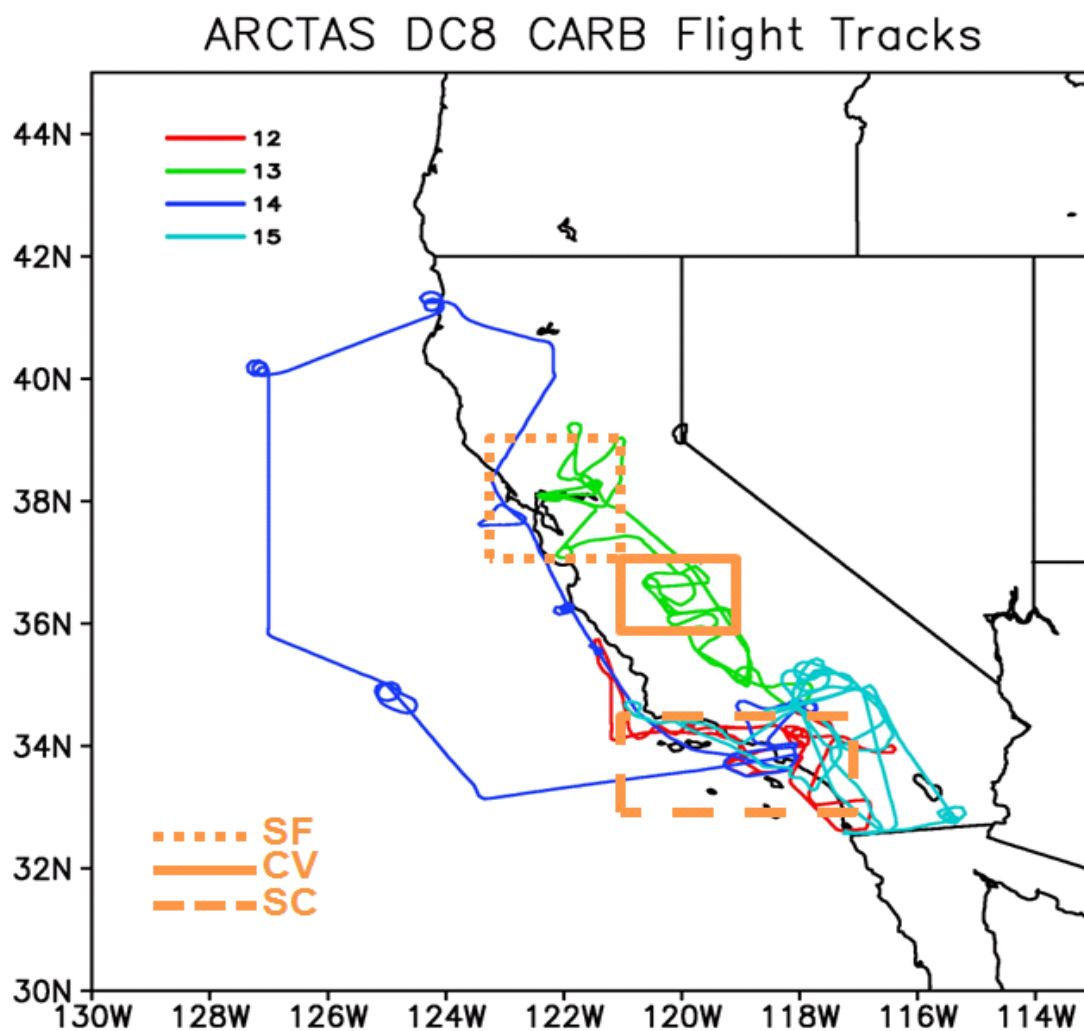 ARCTAS DC8 CARB Flight Tracks
44N
12
13
14
15
42N
40N
38N
36N
34N
SF
CV
SC
32N
30N
130W 128W 126W 124W 122W 120W 118W 116W 114W